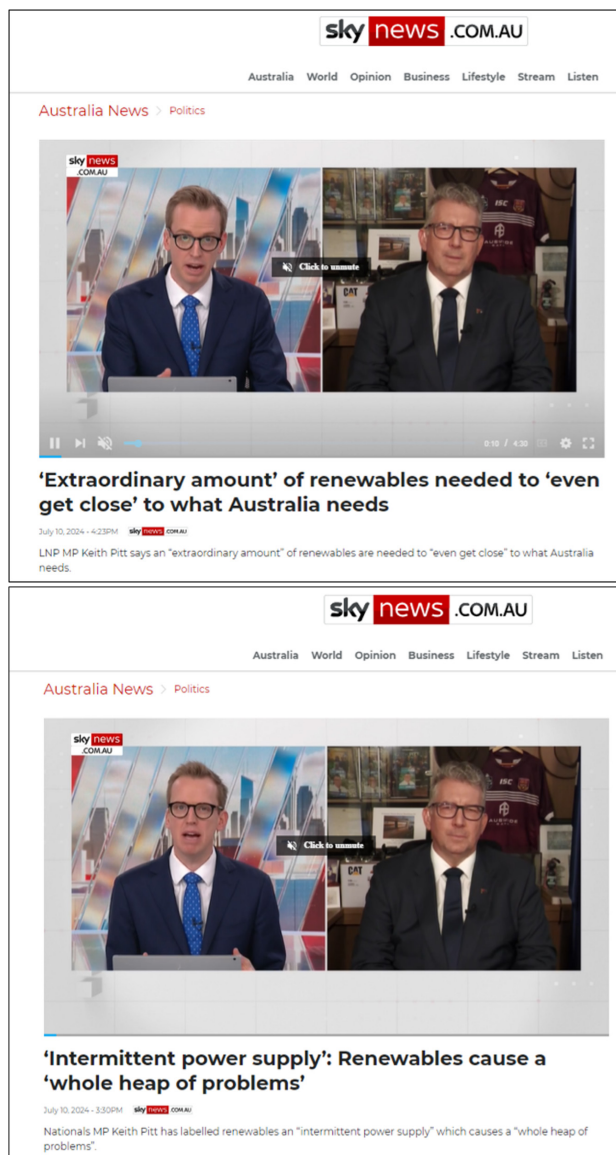 sky news .COM.AU
Australia World Opinion Business Lifestyle Stream Listen
Australia News > Politics
sky news
.COM.AU
ISC
AURIZON
CAT
Click to unmute
0:10 / 4:30
‘Extraordinary amount’ of renewables needed to ‘even
get close’ to what Australia needs
July 10, 2024 - 4:23PM sky news .COM.AU
LNP MP Keith Pitt says an “extraordinary amount” of renewables are needed to “even get close” to what Australia
needs.
sky news .COM.AU
Australia World Opinion Business Lifestyle Stream Listen
Australia News > Politics
sky news
.COM.AU
ISC
AURIZON
CAT
Click to unmute
‘Intermittent power supply’: Renewables cause a
‘whole heap of problems’
July 10, 2024 - 3:30PM sky news .COM.AU
Nationals MP Keith Pitt has labelled renewables an “intermittent power supply” which causes a “whole heap of
problems”.